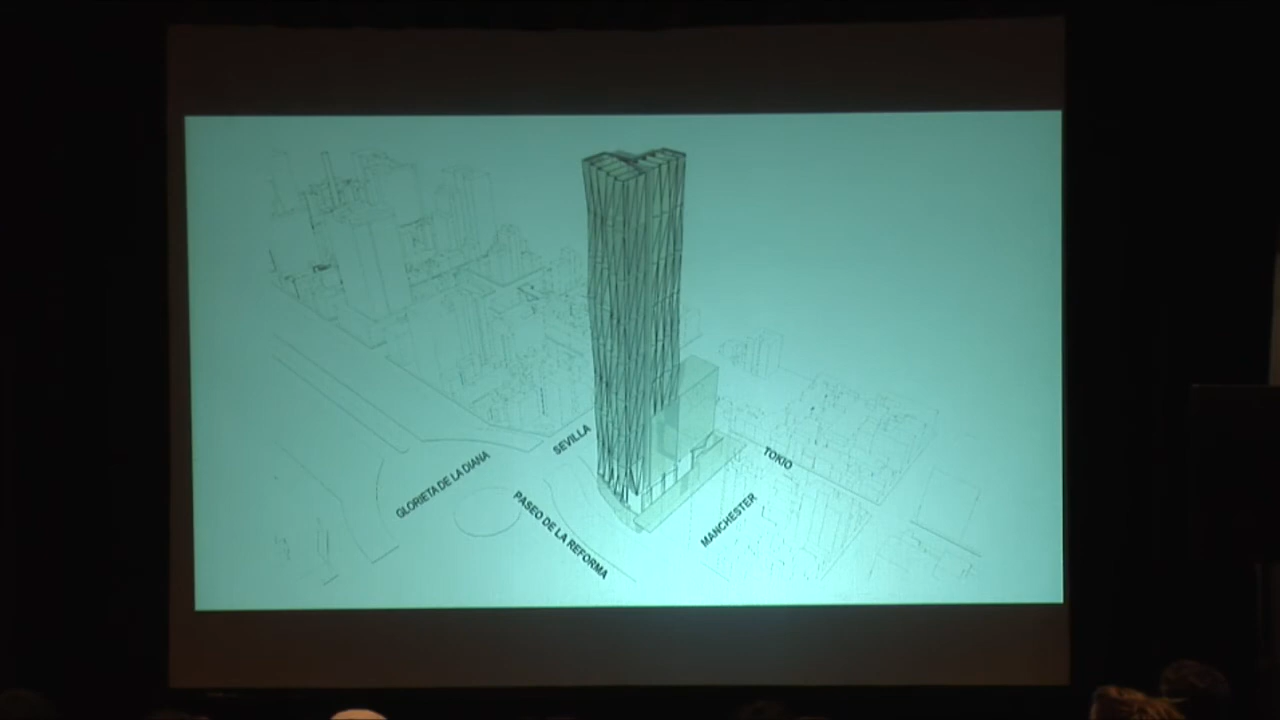 SEVILLA
GLORIETA DE LA DIANA
TOKIO
PASEO DE LA REFORMA
MANCHESTER